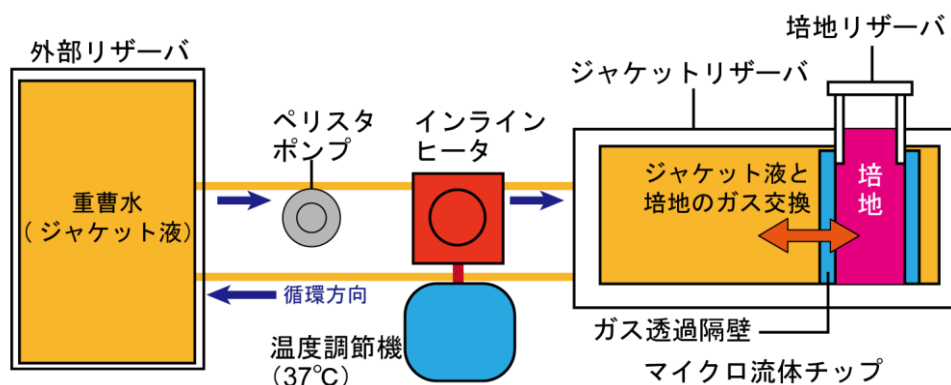 外部リザーバ
重曹水
( ジャケット液)
ペリスタ
ポンプ
インライン
ヒータ
循環方向
温度調節機
(37℃)
培地リザーバ
ジャケットリザーバ
ジャケット液と
培地のガス交換
培
地
ガス透過隔壁
マイクロ流体チップ